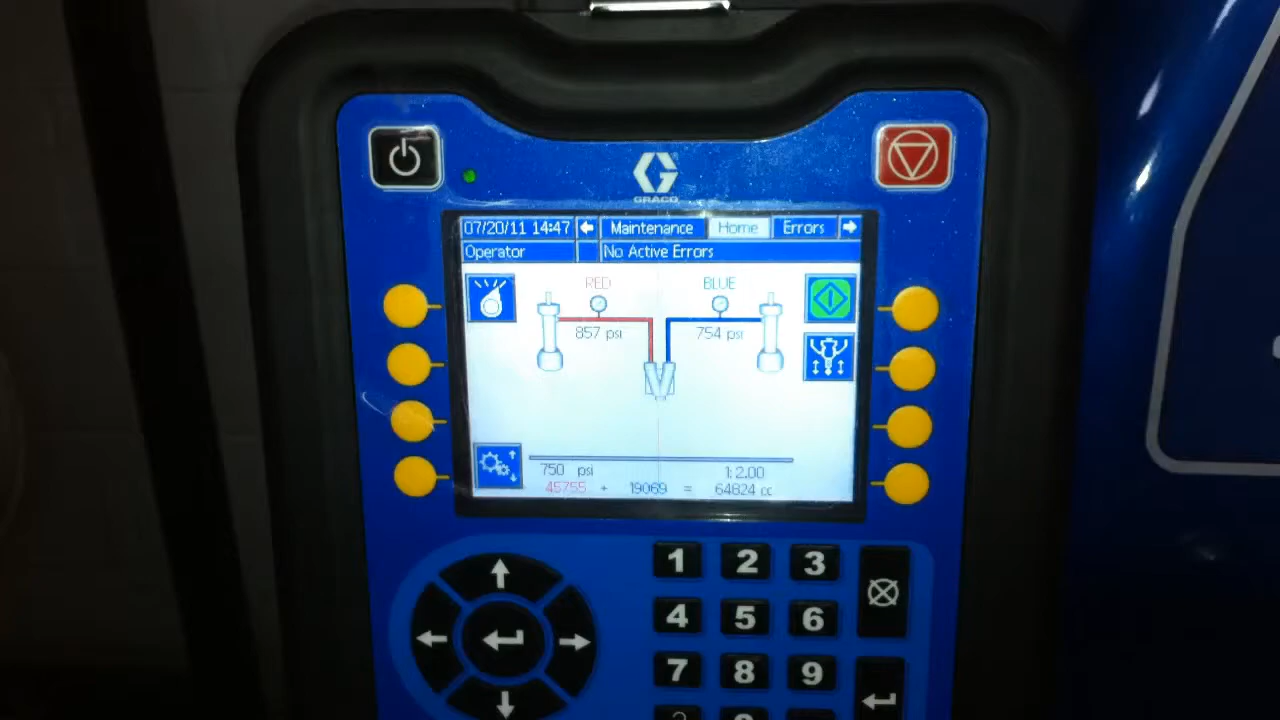 GRACO
07/20/11 14:47 Maintenance Home Errors
Operator No Active Errors
RED BLUE
857 psi 754 psi
750 psi 1: 2.00
45755 + 19069 = 64824 cc
1 2 3
4 5 6
7 8 9